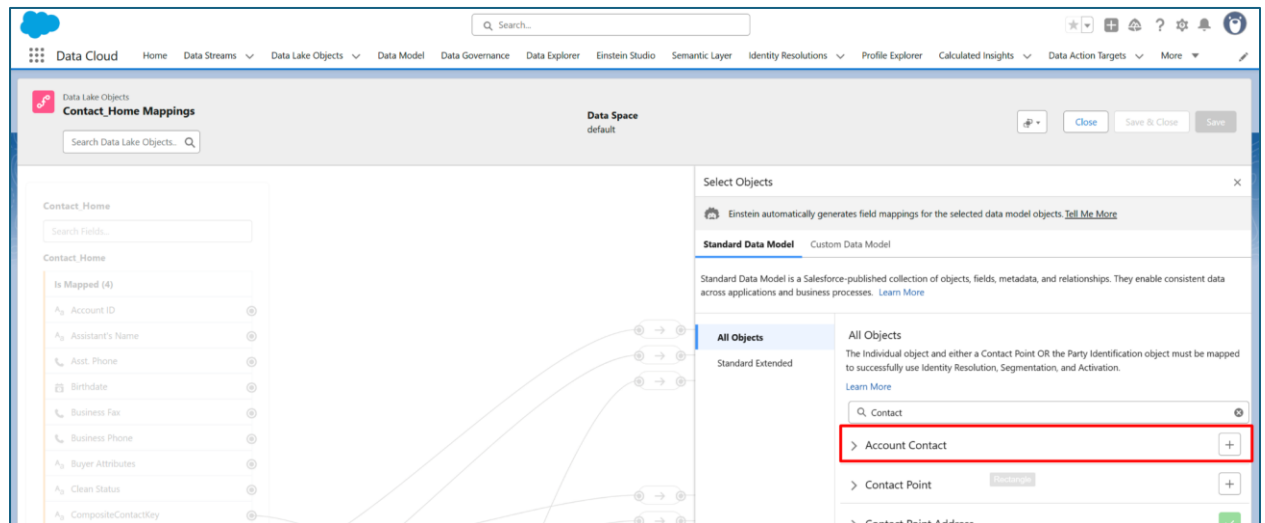 Search...
Data Cloud Home Data Streams Data Lake Objects Data Model Data Governance Data Explorer Einstein Studio Semantic Layer Identity Resolutions Profile Explorer Calculated Insights Data Action Targets More
Data Lake Objects
Contact_Home Mappings
Search Data Lake Objects..
Data Space
default
Close Save & Close Save
Contact_Home
Search Fields...
Contact_Home
Is Mapped (4)
Account ID
Assistant's Name
Asst. Phone
Birthdate
Business Fax
Business Phone
Buyer Attributes
Clean Status
CompositeContactKey
Select Objects
Einstein automatically generates field mappings for the selected data model objects. Tell Me More
Standard Data Model Custom Data Model
Standard Data Model is a Salesforce-published collection of objects, fields, metadata, and relationships. They enable consistent data
across applications and business processes. Learn More
All Objects
Standard Extended
All Objects
The Individual object and either a Contact Point OR the Party Identification object must be mapped
to successfully use Identity Resolution, Segmentation, and Activation.
Learn More
Contact
Account Contact
Contact Point
Rectangle
Contact Point Address